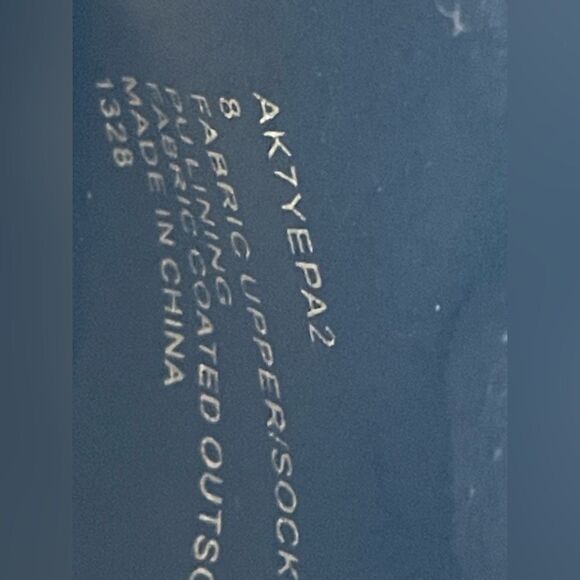 AK7YEPA2
8
FABRIC UPPER/SOCK
PU LINING
FABRIC COATED OUTSO
MADE IN CHINA
1328